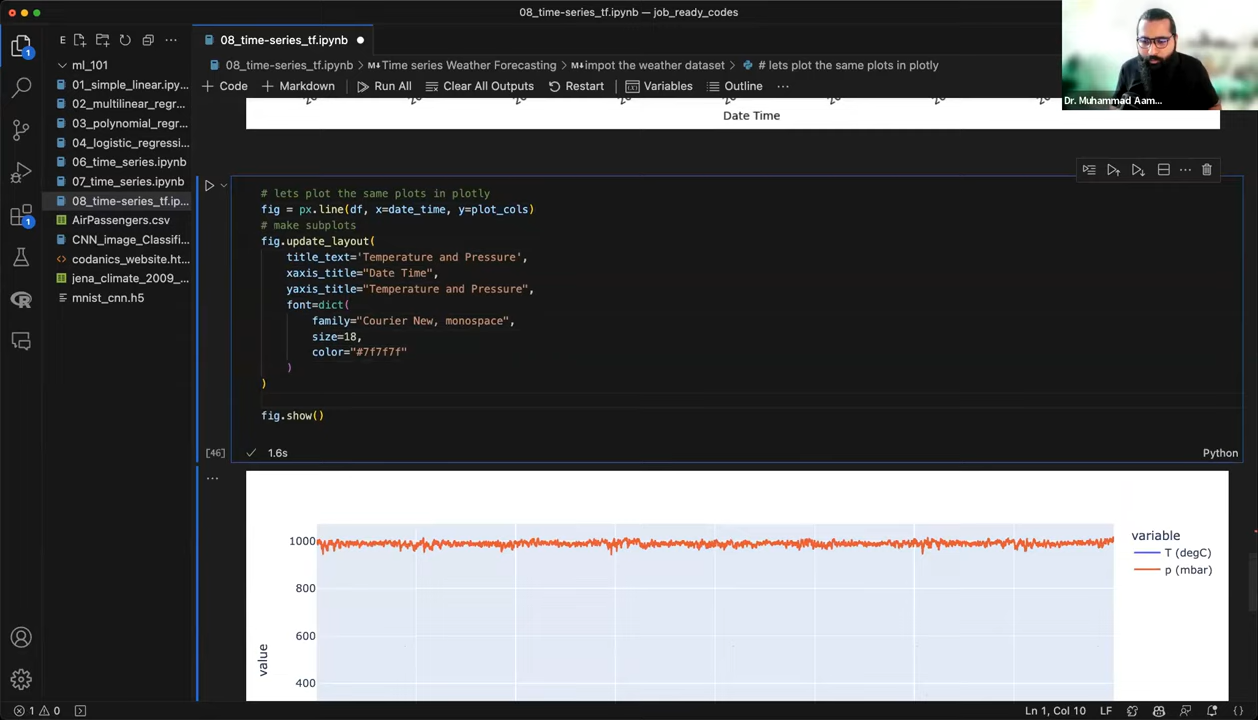 08_time-series_tf.ipynb — job_ready_codes
E
08_time-series_tf.ipynb
08_time-series_tf.ipynb > Time series Weather Forecasting > impot the weather dataset > # lets plot the same plots in plotly
+ Code + Markdown Run All Clear All Outputs Restart Variables Outline ...
Dr. Muhammad Aam...
ml_101
01_simple_linear.ipy...
02_multilinear_regr...
03_polynomial_regr...
04_logistic_regressi...
06_time_series.ipynb
07_time_series.ipynb
08_time-series_tf.ip...
AirPassengers.csv
CNN_image_Classifi...
codanics_website.ht...
jena_climate_2009_...
mnist_cnn.h5
1
1
Date Time
# lets plot the same plots in plotly
fig = px.line(df, x=date_time, y=plot_cols)
# make subplots
fig.update_layout(
title_text='Temperature and Pressure',
xaxis_title="Date Time",
yaxis_title="Temperature and Pressure",
font=dict(
family="Courier New, monospace",
size=18,
color="#7f7f7f"
)
)
fig.show()
[46] 1.6s Python
variable
T (degC)
p (mbar)
1000
800
600
400
value
1 0
Ln 1, Col 10 LF